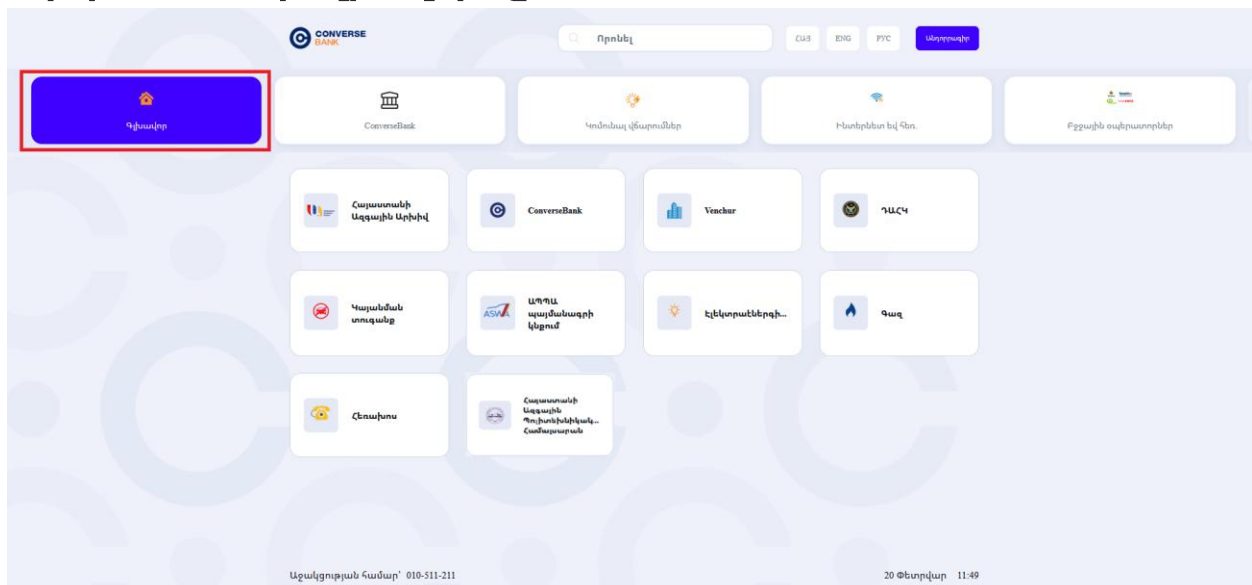 CONVERSE
BANK
Որոնել
ՀԱՅ
ENG
РУС
Անդորրագիր
Գլխավոր
ConverseBank
Կոմունալ վճարումներ
Ինտերնետ եվ հեռ.
Բջջային օպերատորներ
Հայաստանի
Ազգային Արխիվ
ConverseBank
Venchur
ԴԱՀԿ
Կայանման
տուգանք
ASWA
ԱՊՊԱ
պայմանագրի
կնքում
Էլեկտրաէներգի...
Գազ
Հեռախոս
Հայաստանի
Ազգային
Պոլիտեխնիկակ...
Համալսարան
Աջակցության համար՝ 010-511-211
20 Փետրվար 11:49